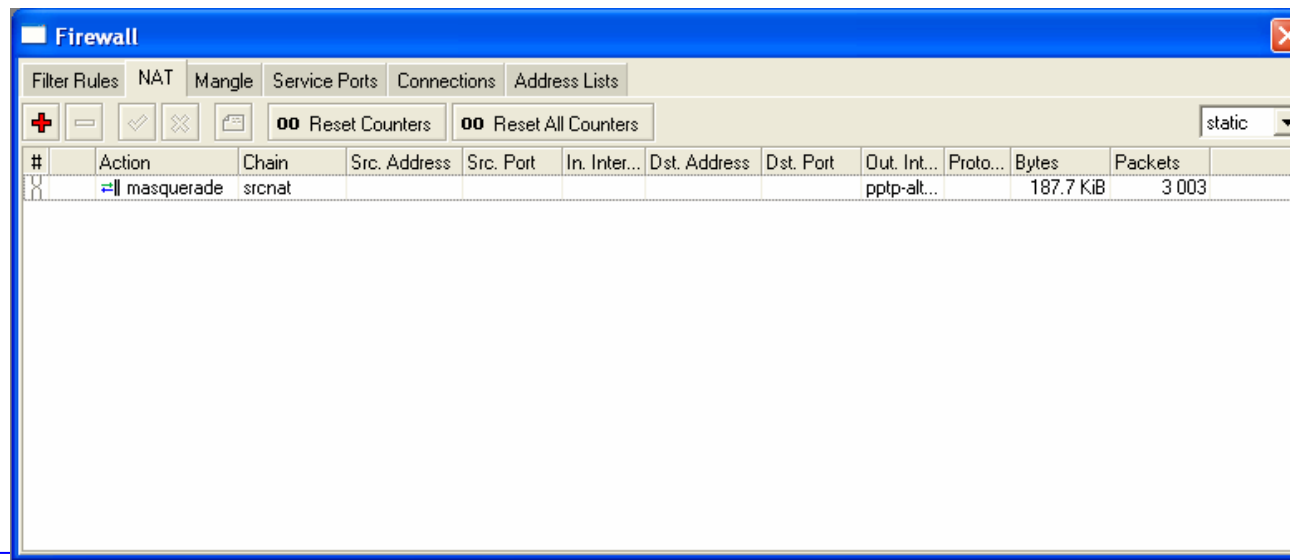 Firewall
Filter Rules NAT Mangle Service Ports Connections Address Lists
00 Reset Counters 00 Reset All Counters static
# Action Chain Src. Address Src. Port In. Inter... Dst. Address Dst. Port Out. Int... Proto... Bytes Packets
masquerade srcnat pptp-alt... 187.7 KiB 3 003